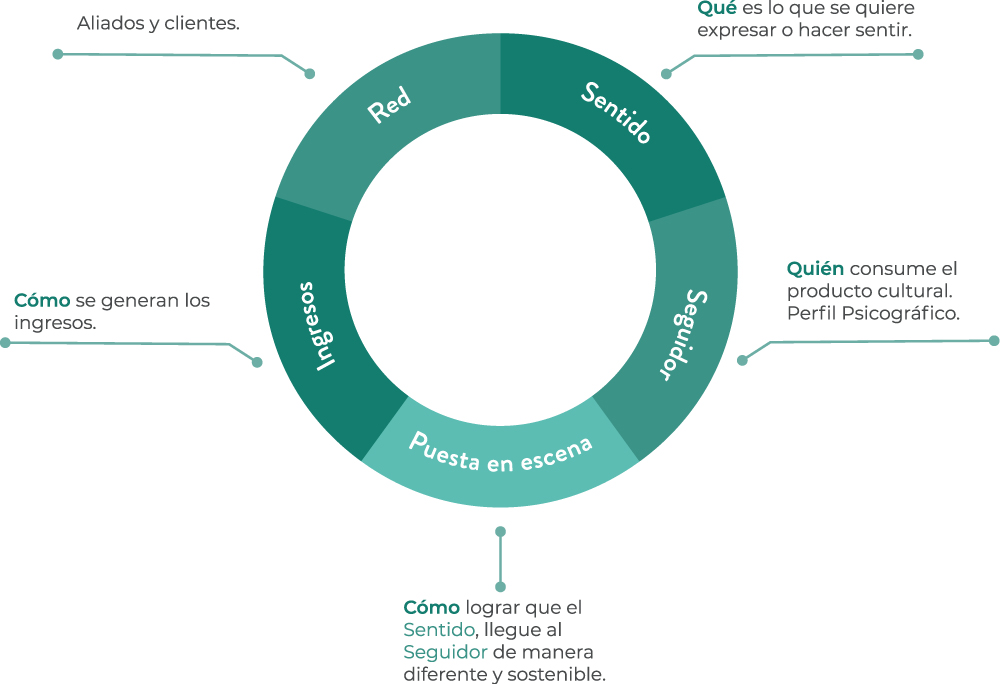 Aliados y clientes.
Qué es lo que se quiere
expresar o hacer sentir.
Red
Sentido
Cómo se generan los
ingresos.
Quién consume el
producto cultural.
Perfil Psicográfico.
Ingresos
Seguidor
Puesta en escena
Cómo lograr que el
Sentido, llegue al
Seguidor de manera
diferente y sostenible.